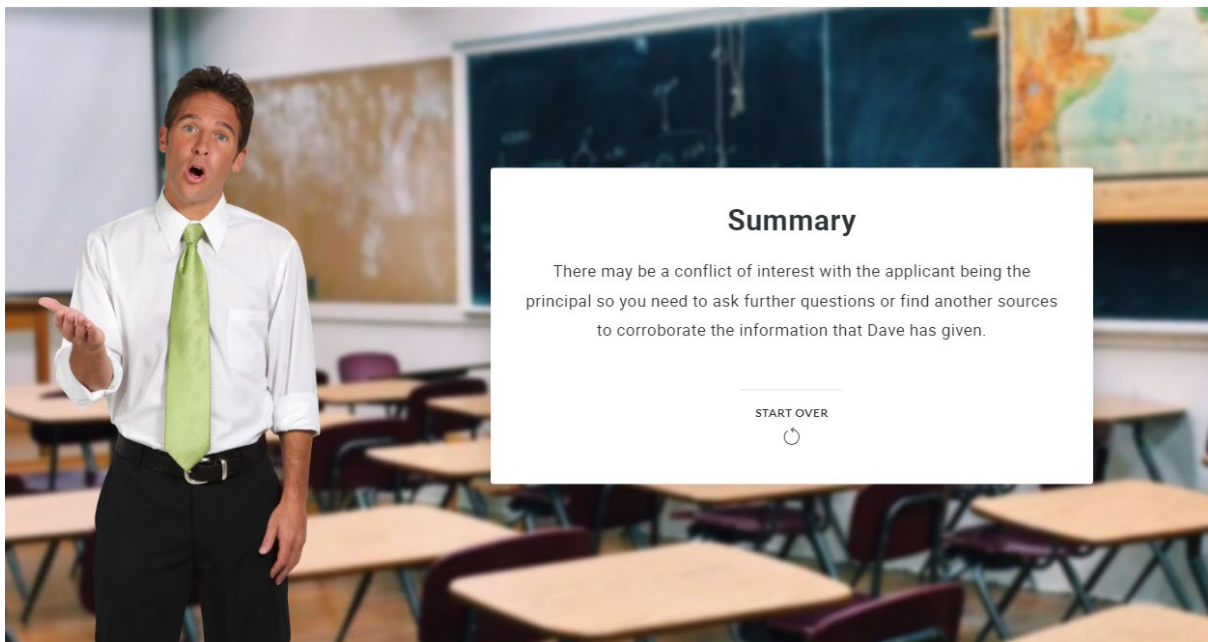 Summary
There may be a conflict of interest with the applicant being the
principal so you need to ask further questions or find another sources
to corroborate the information that Dave has given.
START OVER